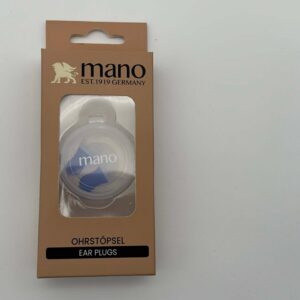 mano
EST.1919 GERMANY
mano
OHRSTÖPSEL
EAR PLUGS